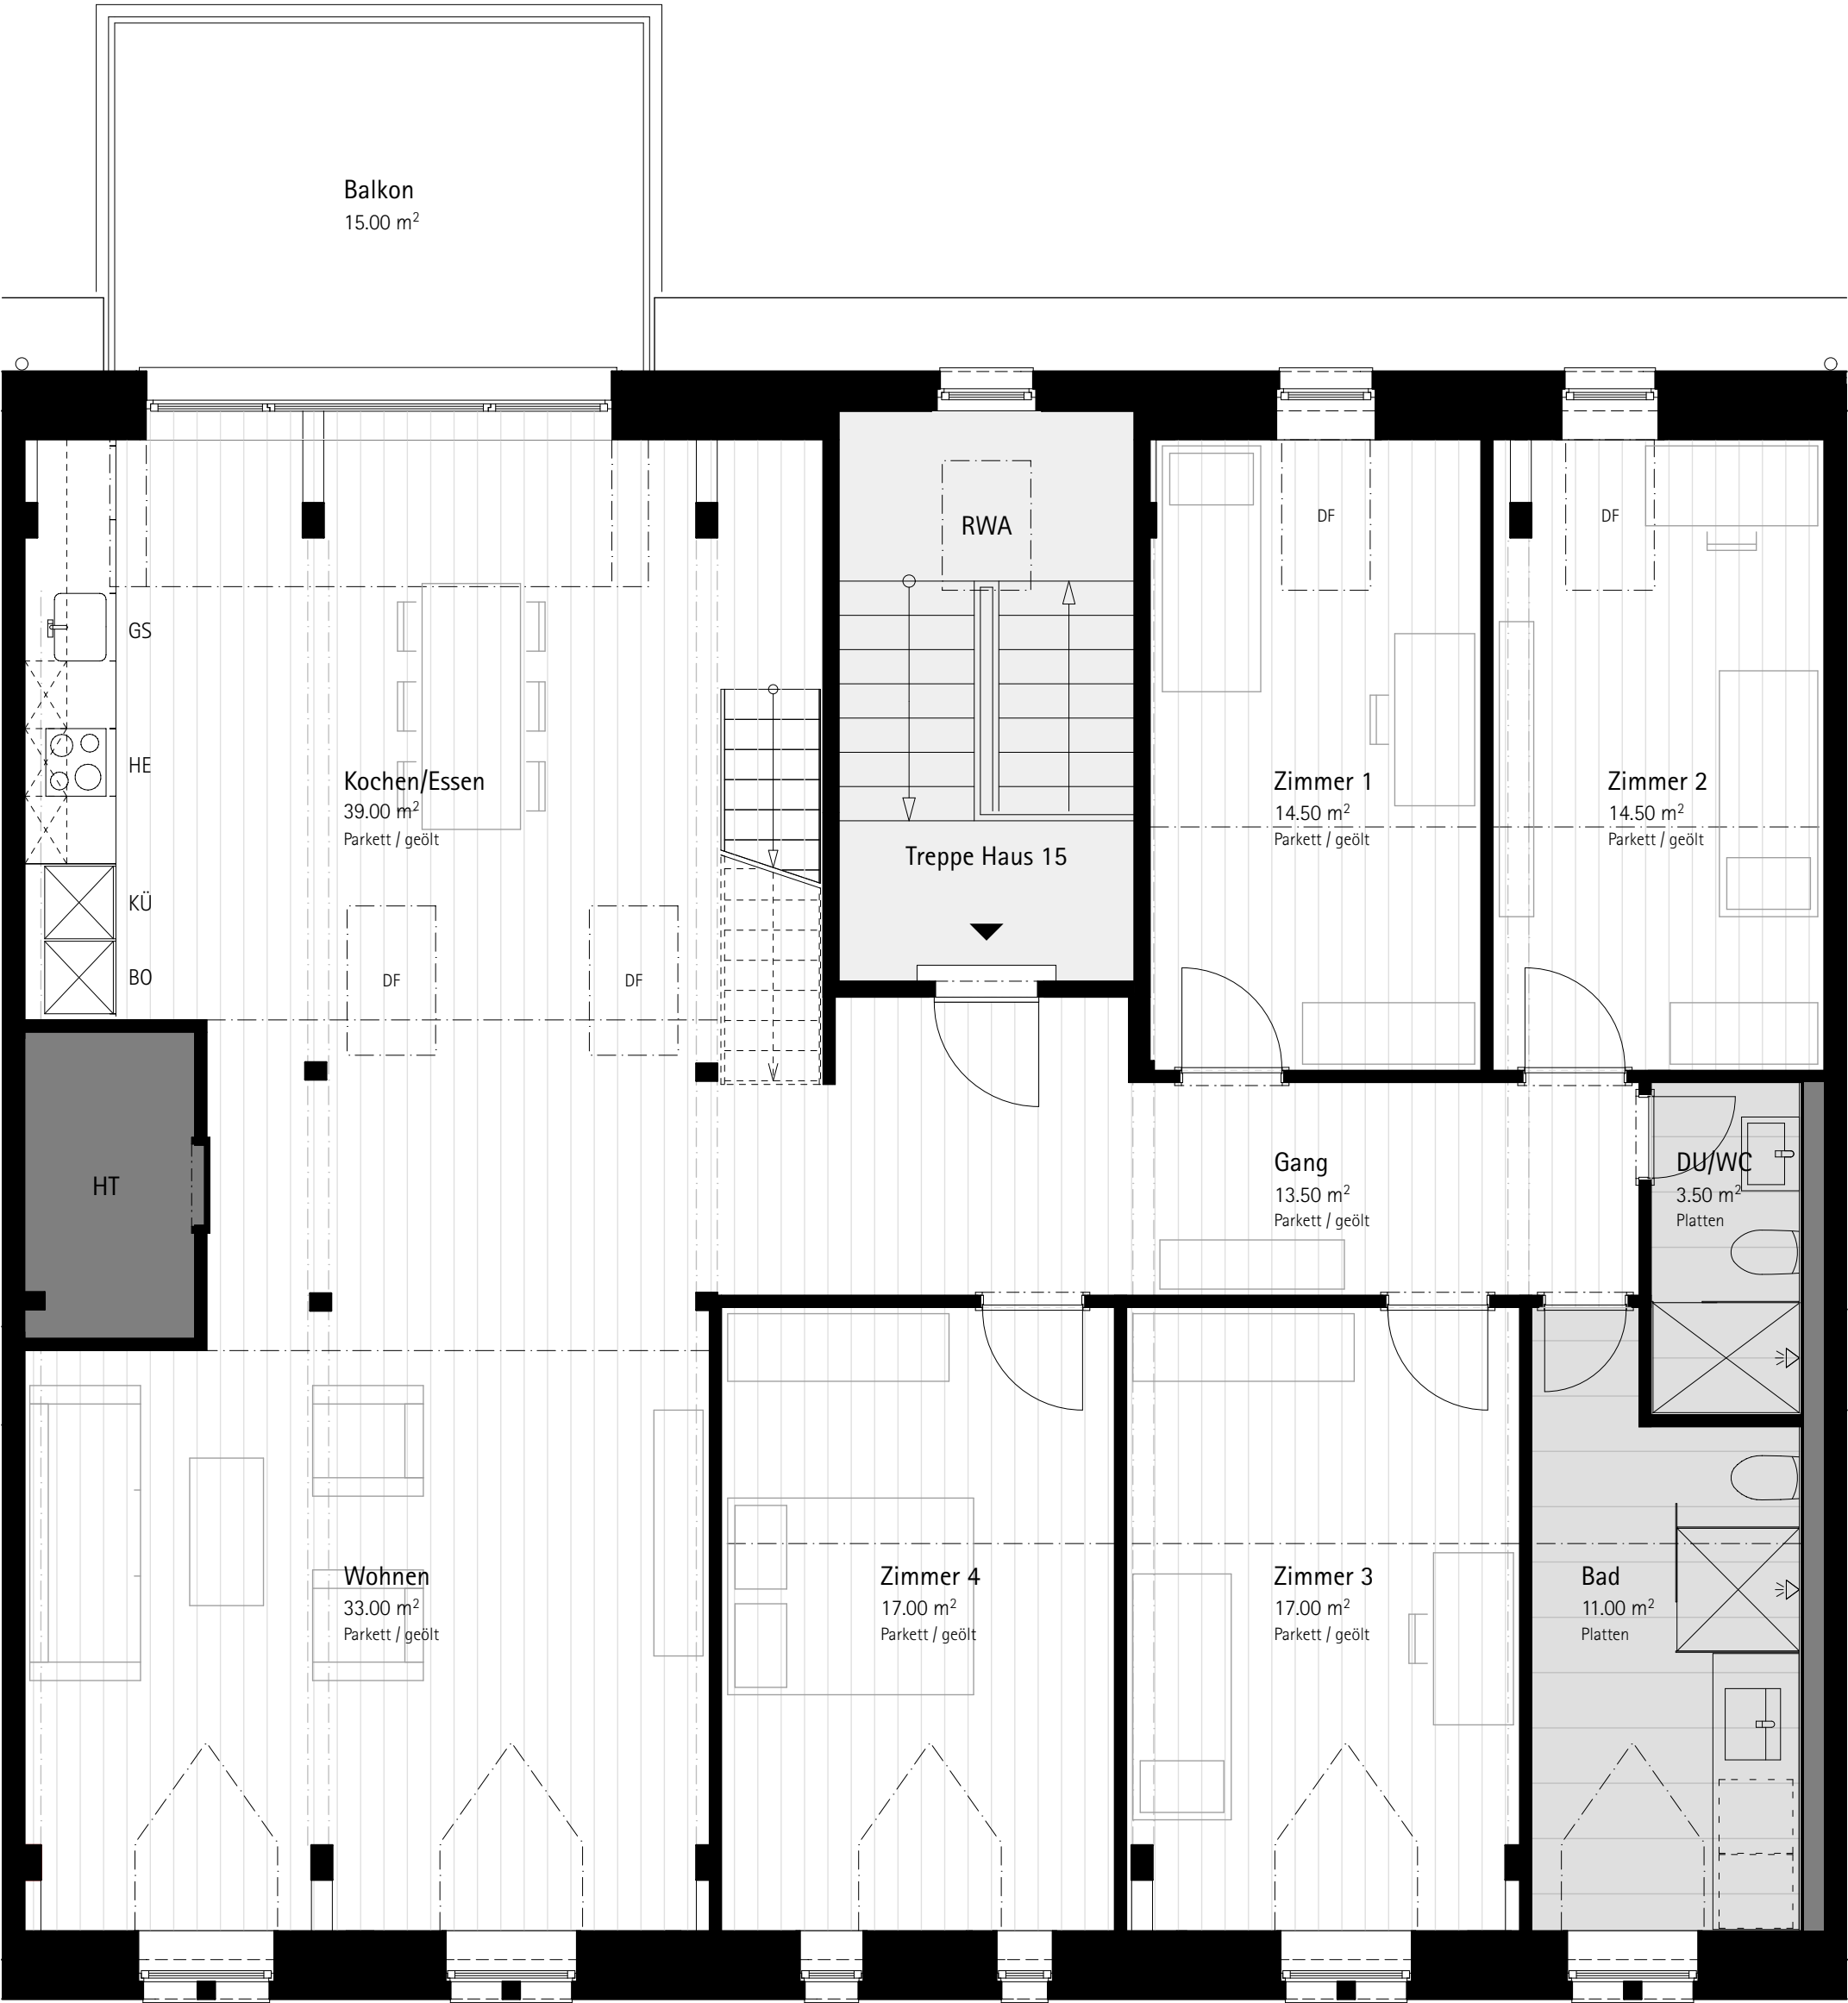 Balkon
15.00 m²
RWA
DF
DF
GS
HE
Kochen/Essen
39.00 m²
Parkett / geölt
Zimmer 1
14.50 m²
Parkett / geölt
Zimmer 2
14.50 m²
Parkett / geölt
Treppe Haus 15
KÜ
BO
DF
DF
HT
Gang
13.50 m²
Parkett / geölt
DU/WC
3.50 m²
Platten
Wohnen
33.00 m²
Parkett / geölt
Zimmer 4
17.00 m²
Parkett / geölt
Zimmer 3
17.00 m²
Parkett / geölt
Bad
11.00 m²
Platten